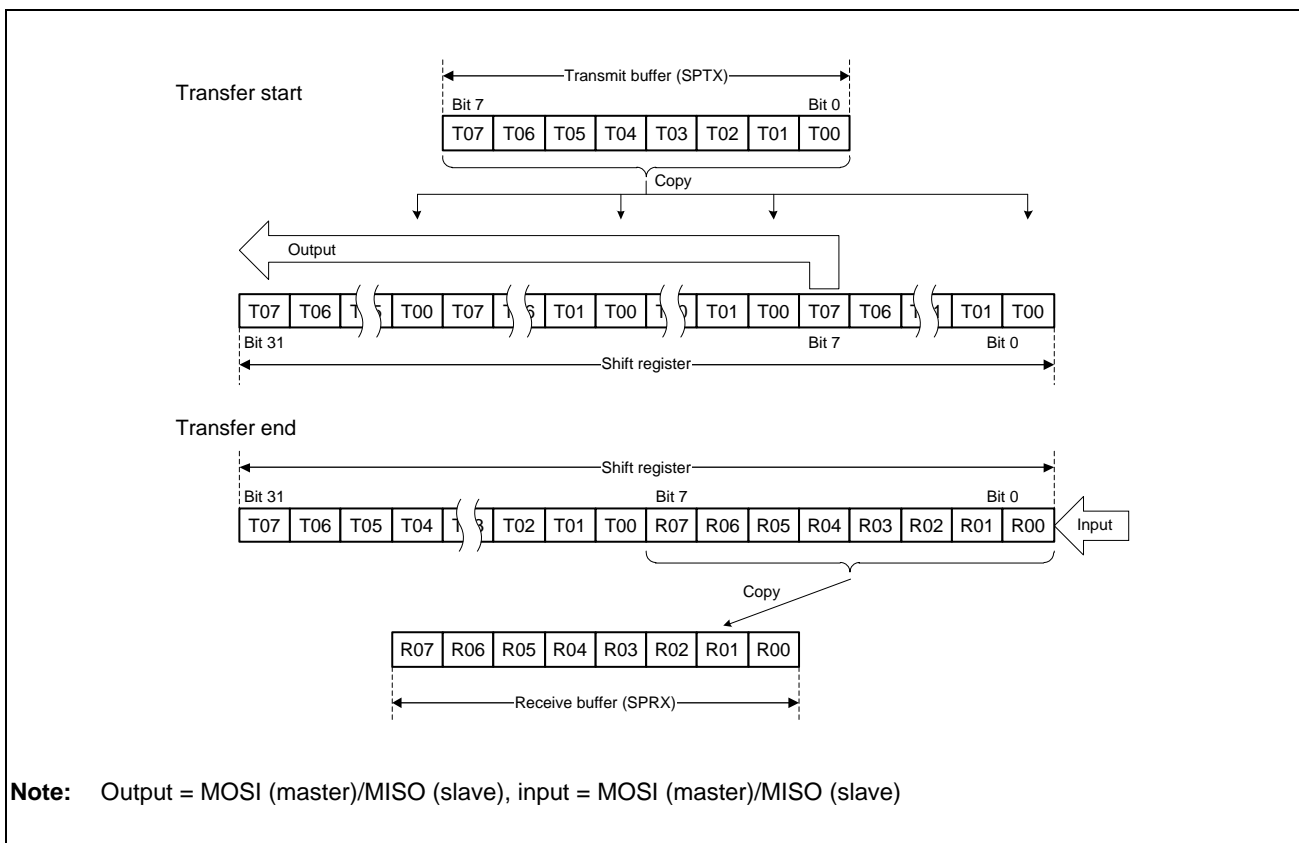 Transfer start
Transmit buffer (SPTX)
Bit 7 Bit 0
T07 T06 T05 T04 T03 T02 T01 T00
Copy
Output
T07 T06 T00 T07 T01 T00 T01 T00 T07 T06 T01 T00
Bit 31 Bit 7 Bit 0
Shift register
Transfer end
Shift register
Bit 31 Bit 7 Bit 0
T07 T06 T05 T04 T02 T01 T00 R07 R06 R05 R04 R03 R02 R01 R00 Input
Copy
R07 R06 R05 R04 R03 R02 R01 R00
Receive buffer (SPRX)
Note: Output = MOSI (master)/MISO (slave), input = MOSI (master)/MISO (slave)